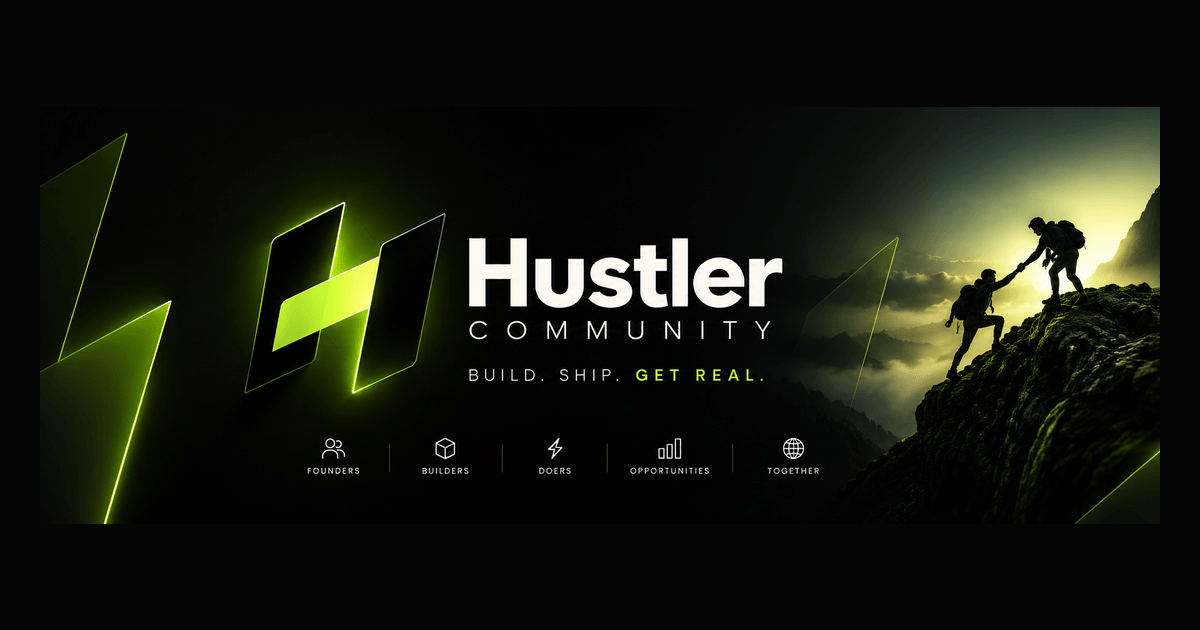 Hustler
COMMUNITY
BUILD. SHIP. GET REAL.
FOUNDERS
BUILDERS
DOERS
OPPORTUNITIES
TOGETHER